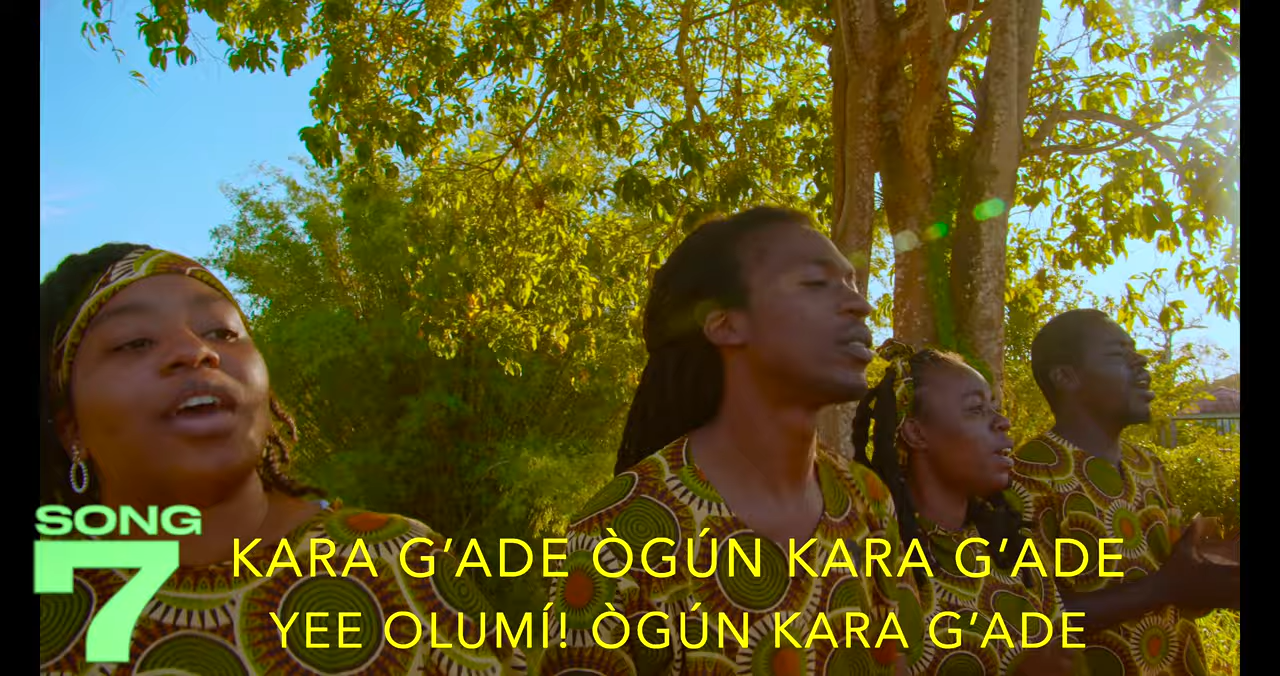 SONG
7
KARA G’ADE ÒGÚN KARA G’ADE
YEE OLUMÍ! ÒGÚN KARA G’ADE